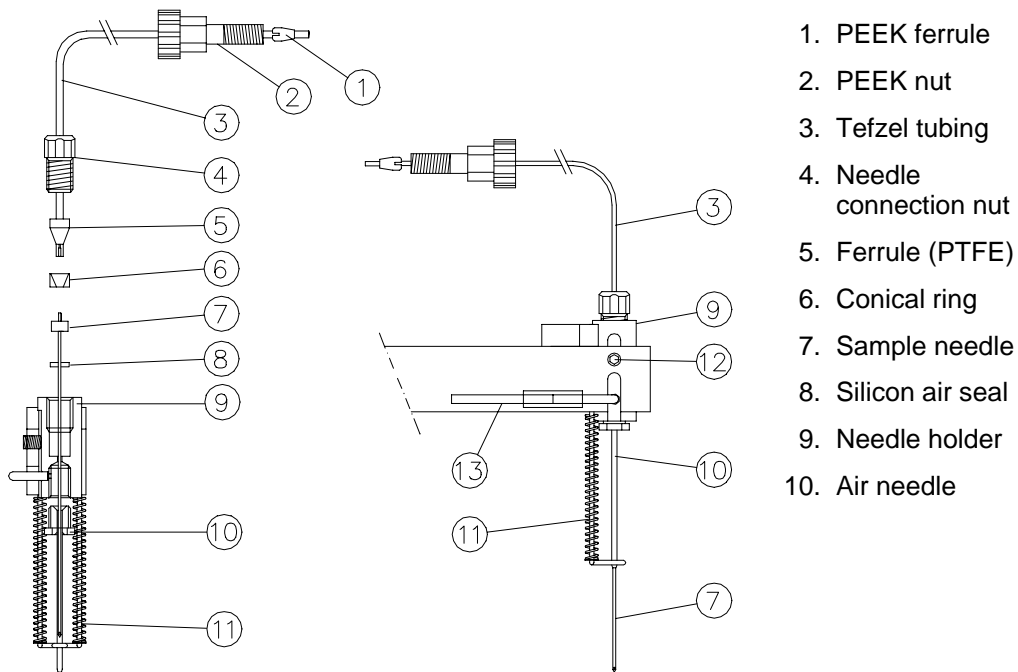 1
2
3
4
5
6
7
8
9
10
11
3
9
12
13
10
11
7
1. PEEK ferrule
2. PEEK nut
3. Tefzel tubing
4. Needle
connection nut
5. Ferrule (PTFE)
6. Conical ring
7. Sample needle
8. Silicon air seal
9. Needle holder
10. Air needle